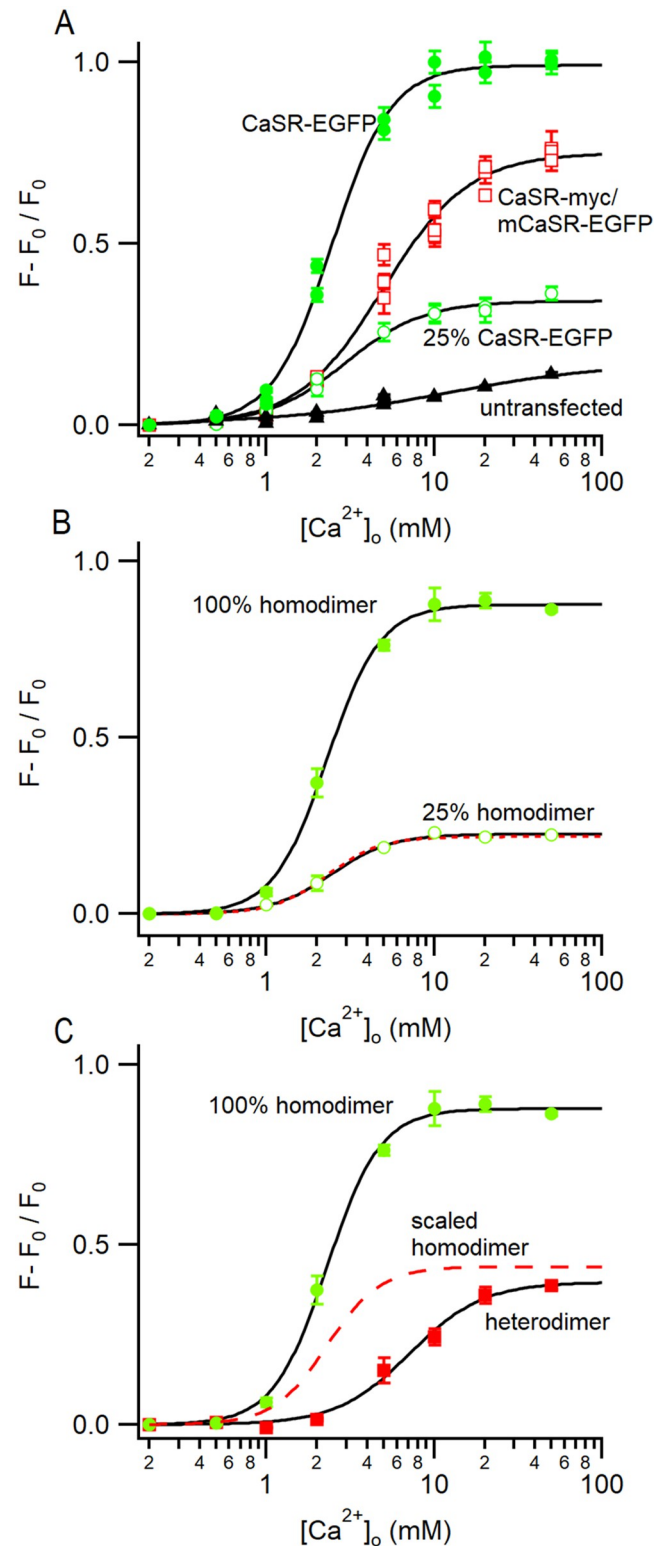 A
1.0
CaSR-EGFP
CaSR-myc/
mCaSR-EGFP
0.5
F- F0 / F0
25% CaSR-EGFP
untransfected
0.0
2 4 6 8 2 4 6 8 2 4 6 8
1 10 100
[Ca2+]o (mM)
B
1.0
100% homodimer
0.5
F- F0 / F0
25% homodimer
0.0
2 4 6 8 2 4 6 8 2 4 6 8
1 10 100
[Ca2+]o (mM)
C
1.0
100% homodimer
scaled
homodimer
0.5
F- F0 / F0
heterodimer
0.0
2 4 6 8 2 4 6 8 2 4 6 8
1 10 100
[Ca2+]o (mM)